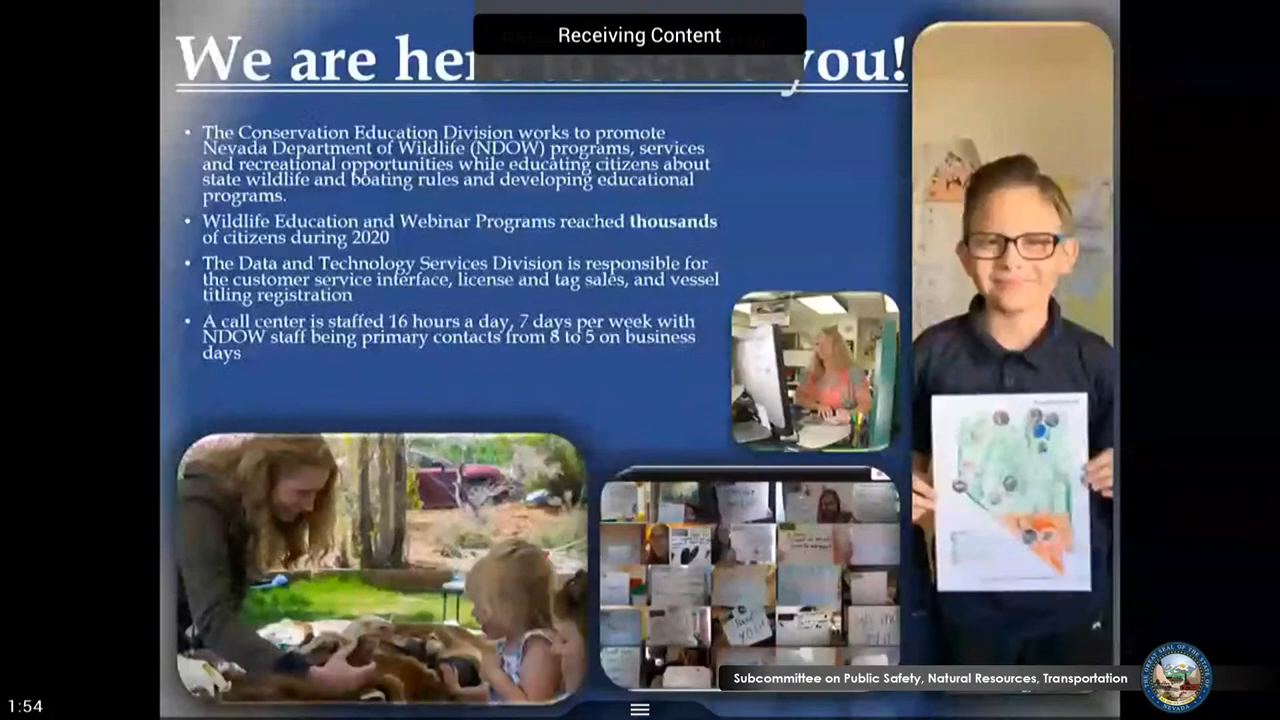 Receiving Content
We are here to serve you!
• The Conservation Education Division works to promote
Nevada Department of Wildlife (NDOW) programs, services
and recreational opportunities while educating citizens about
state wildlife and boating rules and developing educational
programs.
• Wildlife Education and Webinar Programs reached thousands
of citizens during 2020
• The Data and Technology Services Division is responsible for
the customer service interface, license and tag sales, and vessel
titling registration
• A call center is staffed 16 hours a day, 7 days per week with
NDOW staff being primary contacts from 8 to 5 on business
days
Subcommittee on Public Safety, Natural Resources, Transportation
1:54